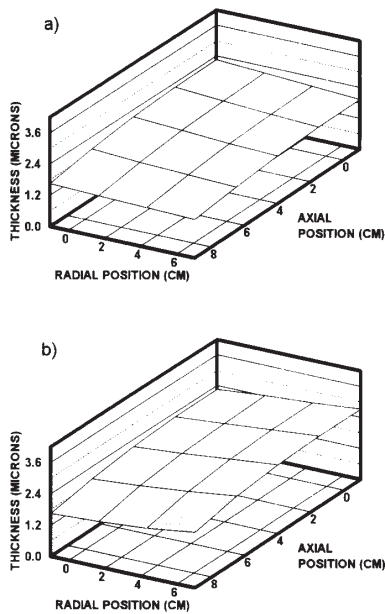 a)
THICKNESS (MICRONS)
3.6
2.4
1.2
0.0
0 2 4 6
RADIAL POSITION (CM)
8 6 4 2 0
AXIAL
POSITION (CM)
b)
THICKNESS (MICRONS)
3.6
2.4
1.2
0.0
0 2 4 6
RADIAL POSITION (CM)
8 6 4 2 0
AXIAL
POSITION (CM)